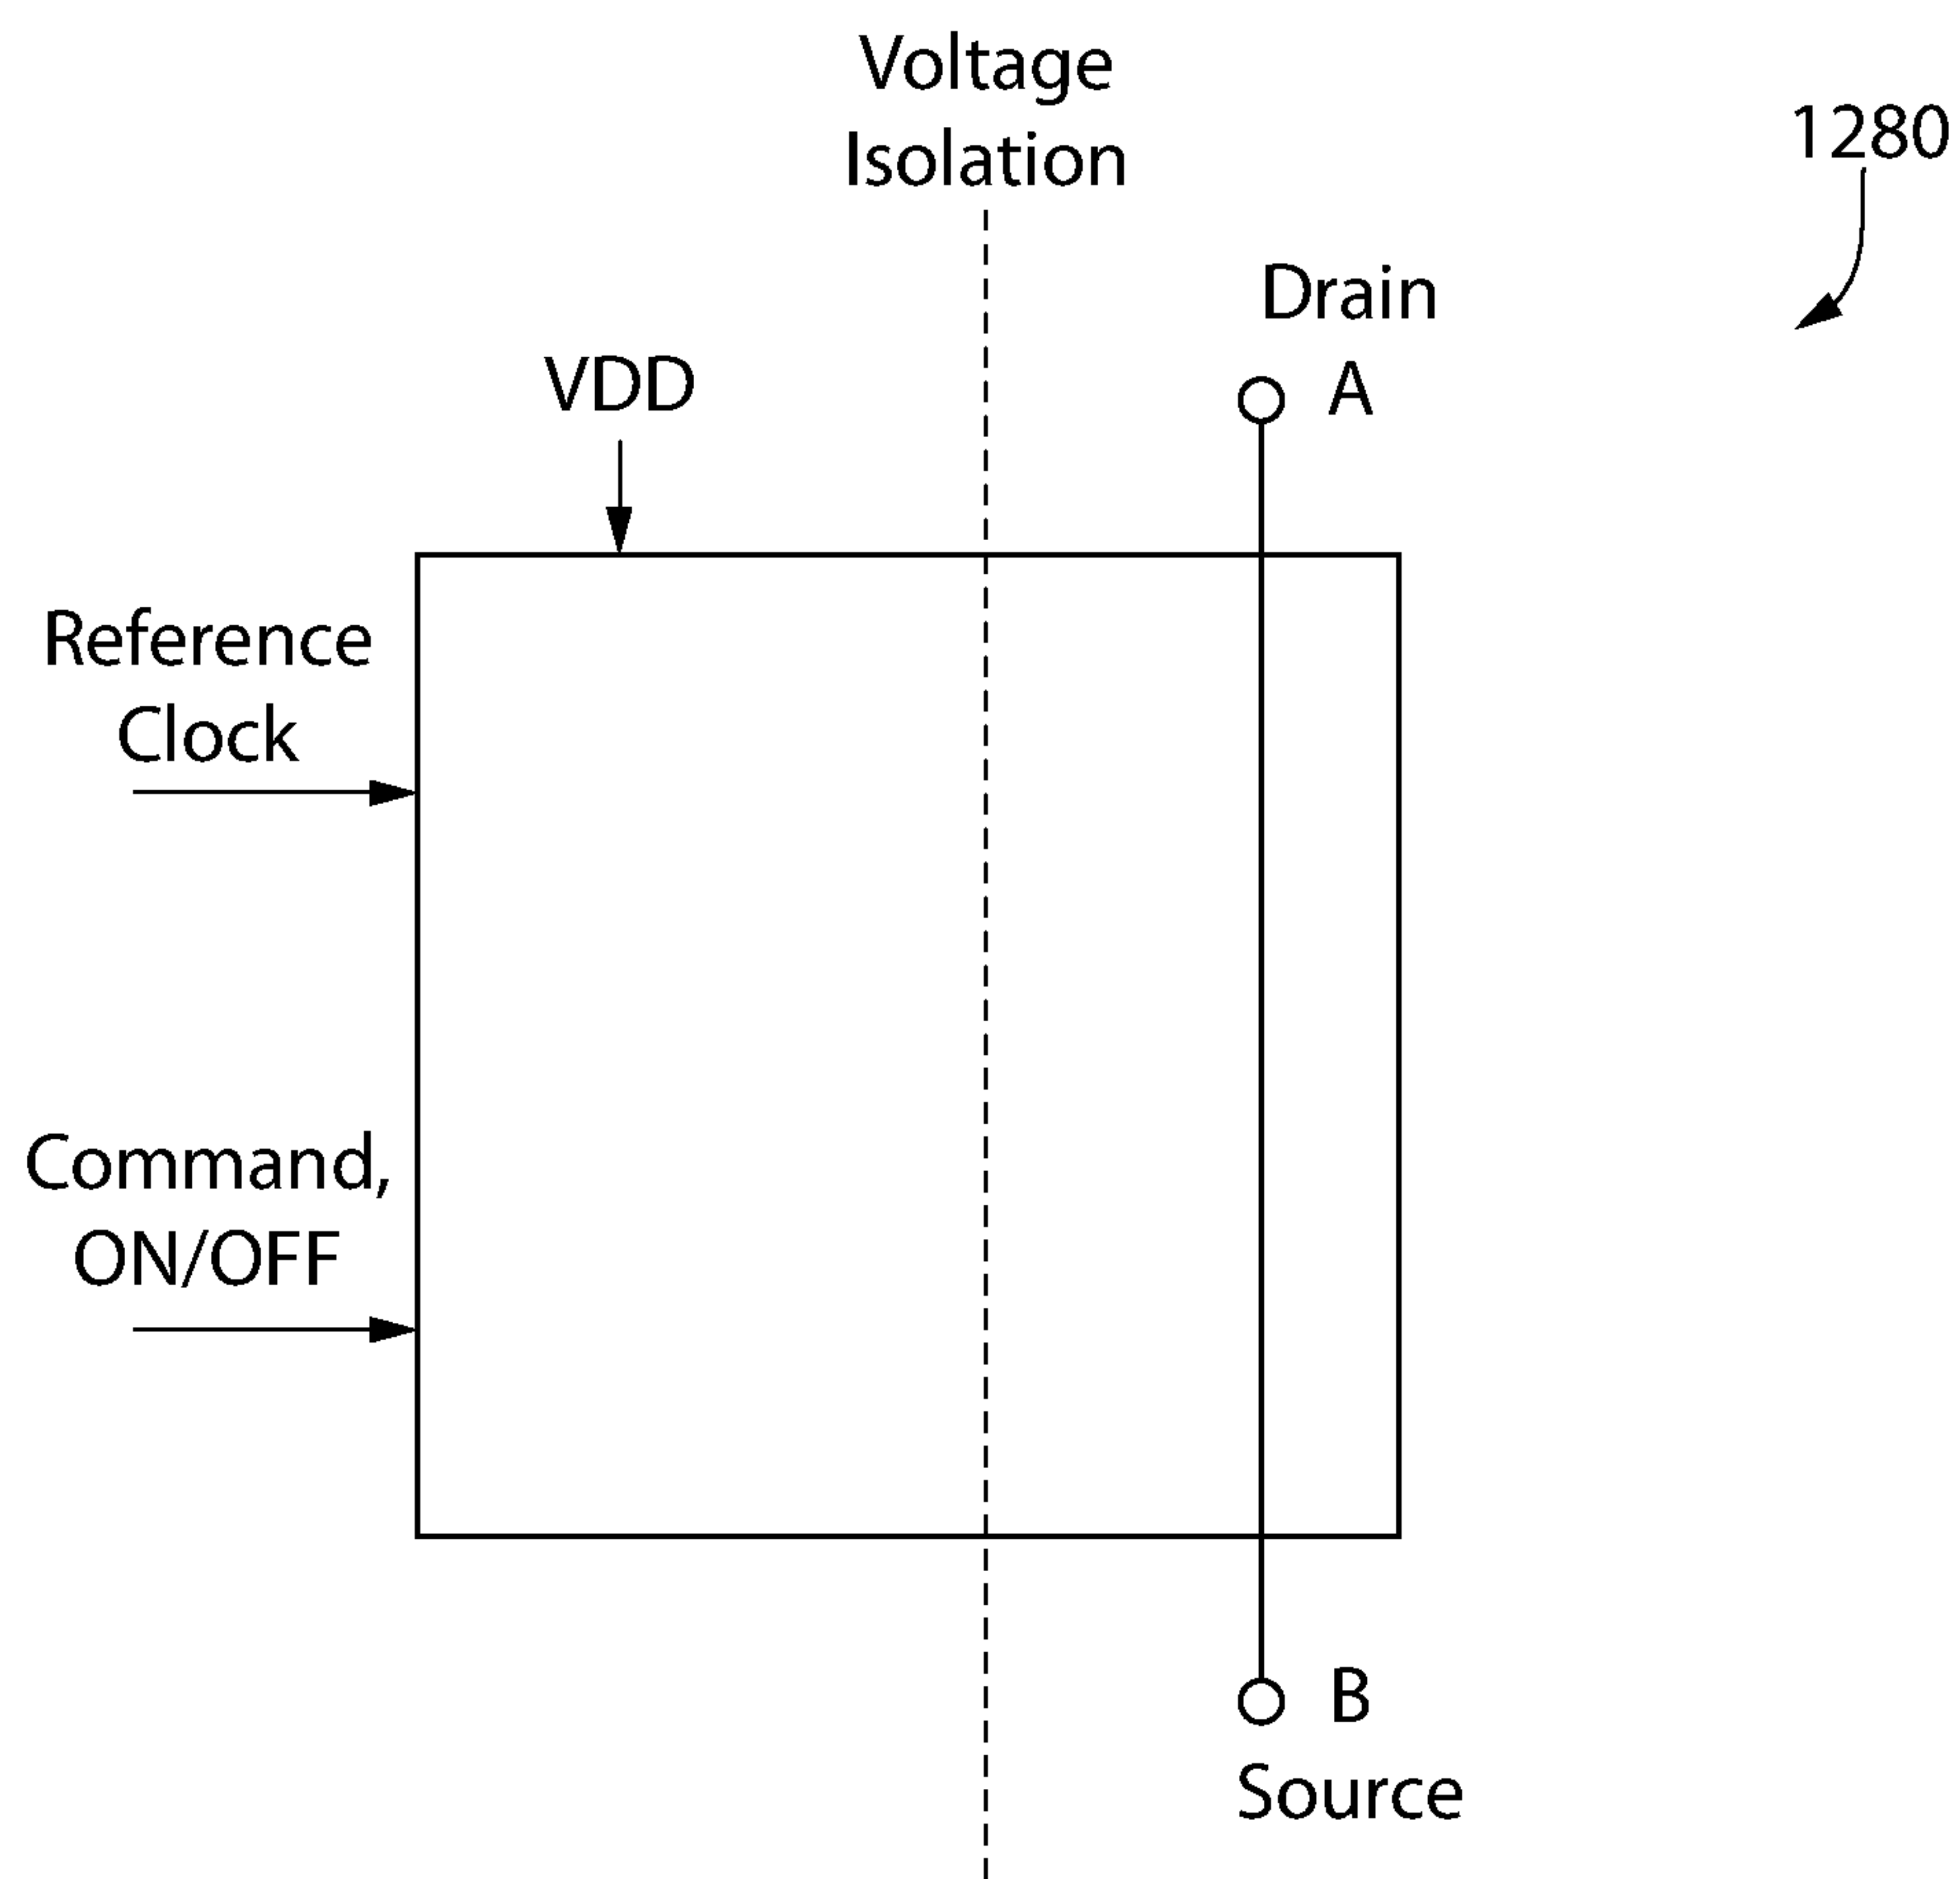 Voltage
Isolation
1280
Drain
A
VDD
Reference
Clock
Command,
ON/OFF
B
Source